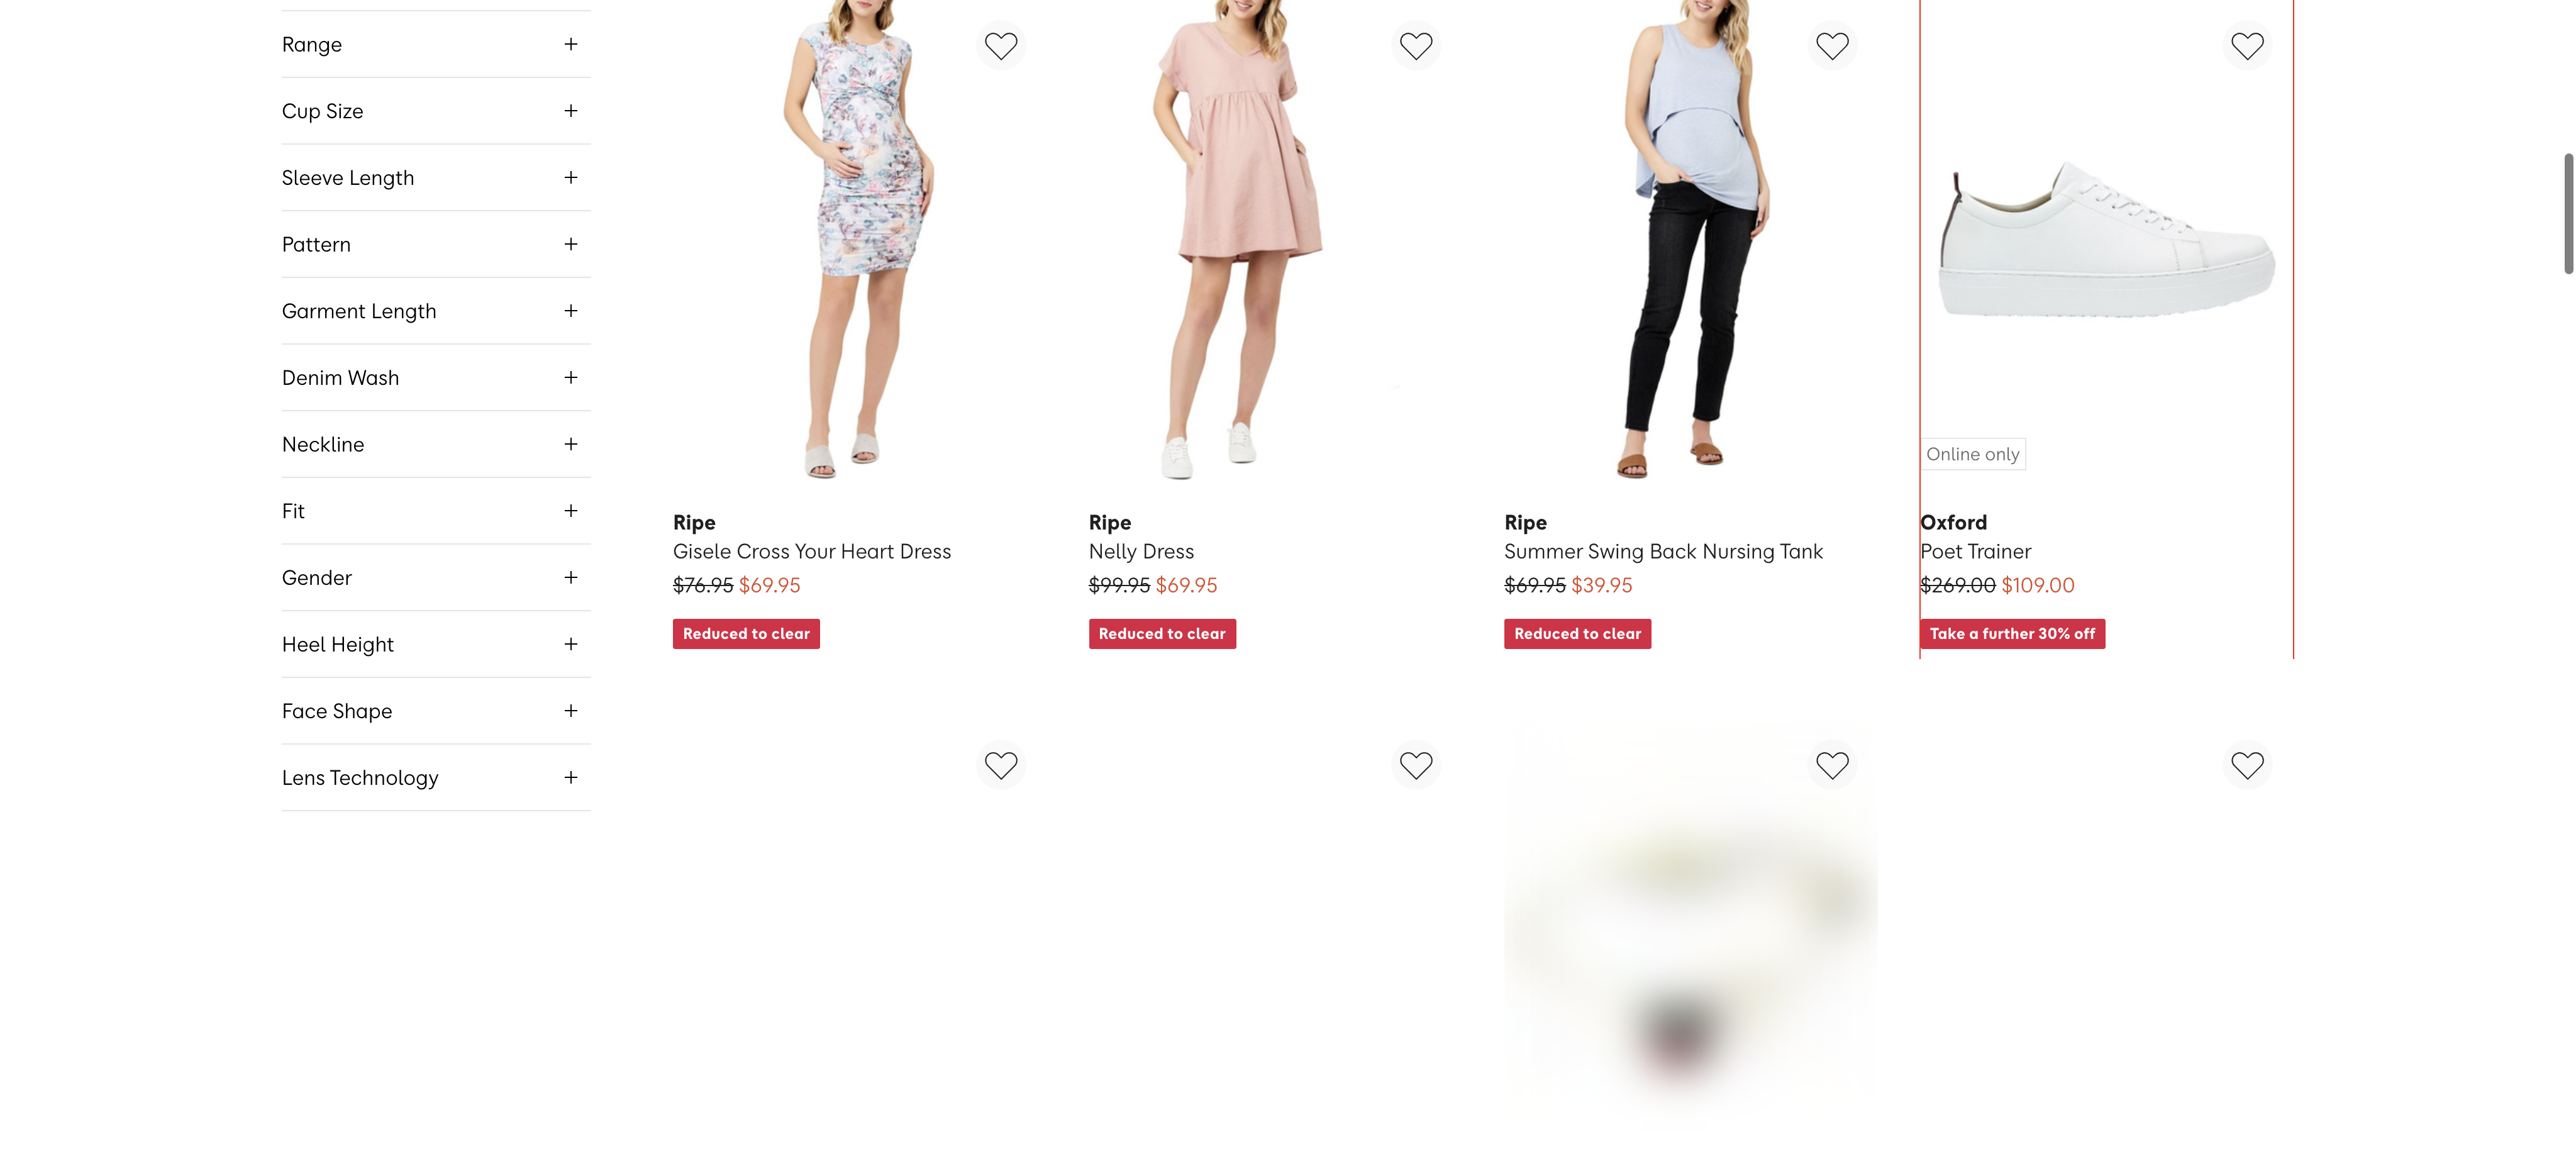 Range
Cup Size
Sleeve Length
Pattern
Garment Length
Denim Wash
Neckline
Fit
Gender
Heel Height
Face Shape
Lens Technology
Ripe
Gisele Cross Your Heart Dress
$76.95 $69.95
Reduced to clear
Ripe
Nelly Dress
$99.95 $69.95
Reduced to clear
Ripe
Summer Swing Back Nursing Tank
$69.95 $39.95
Reduced to clear
Online only
Oxford
Poet Trainer
$269.00 $109.00
Take a further 30% off